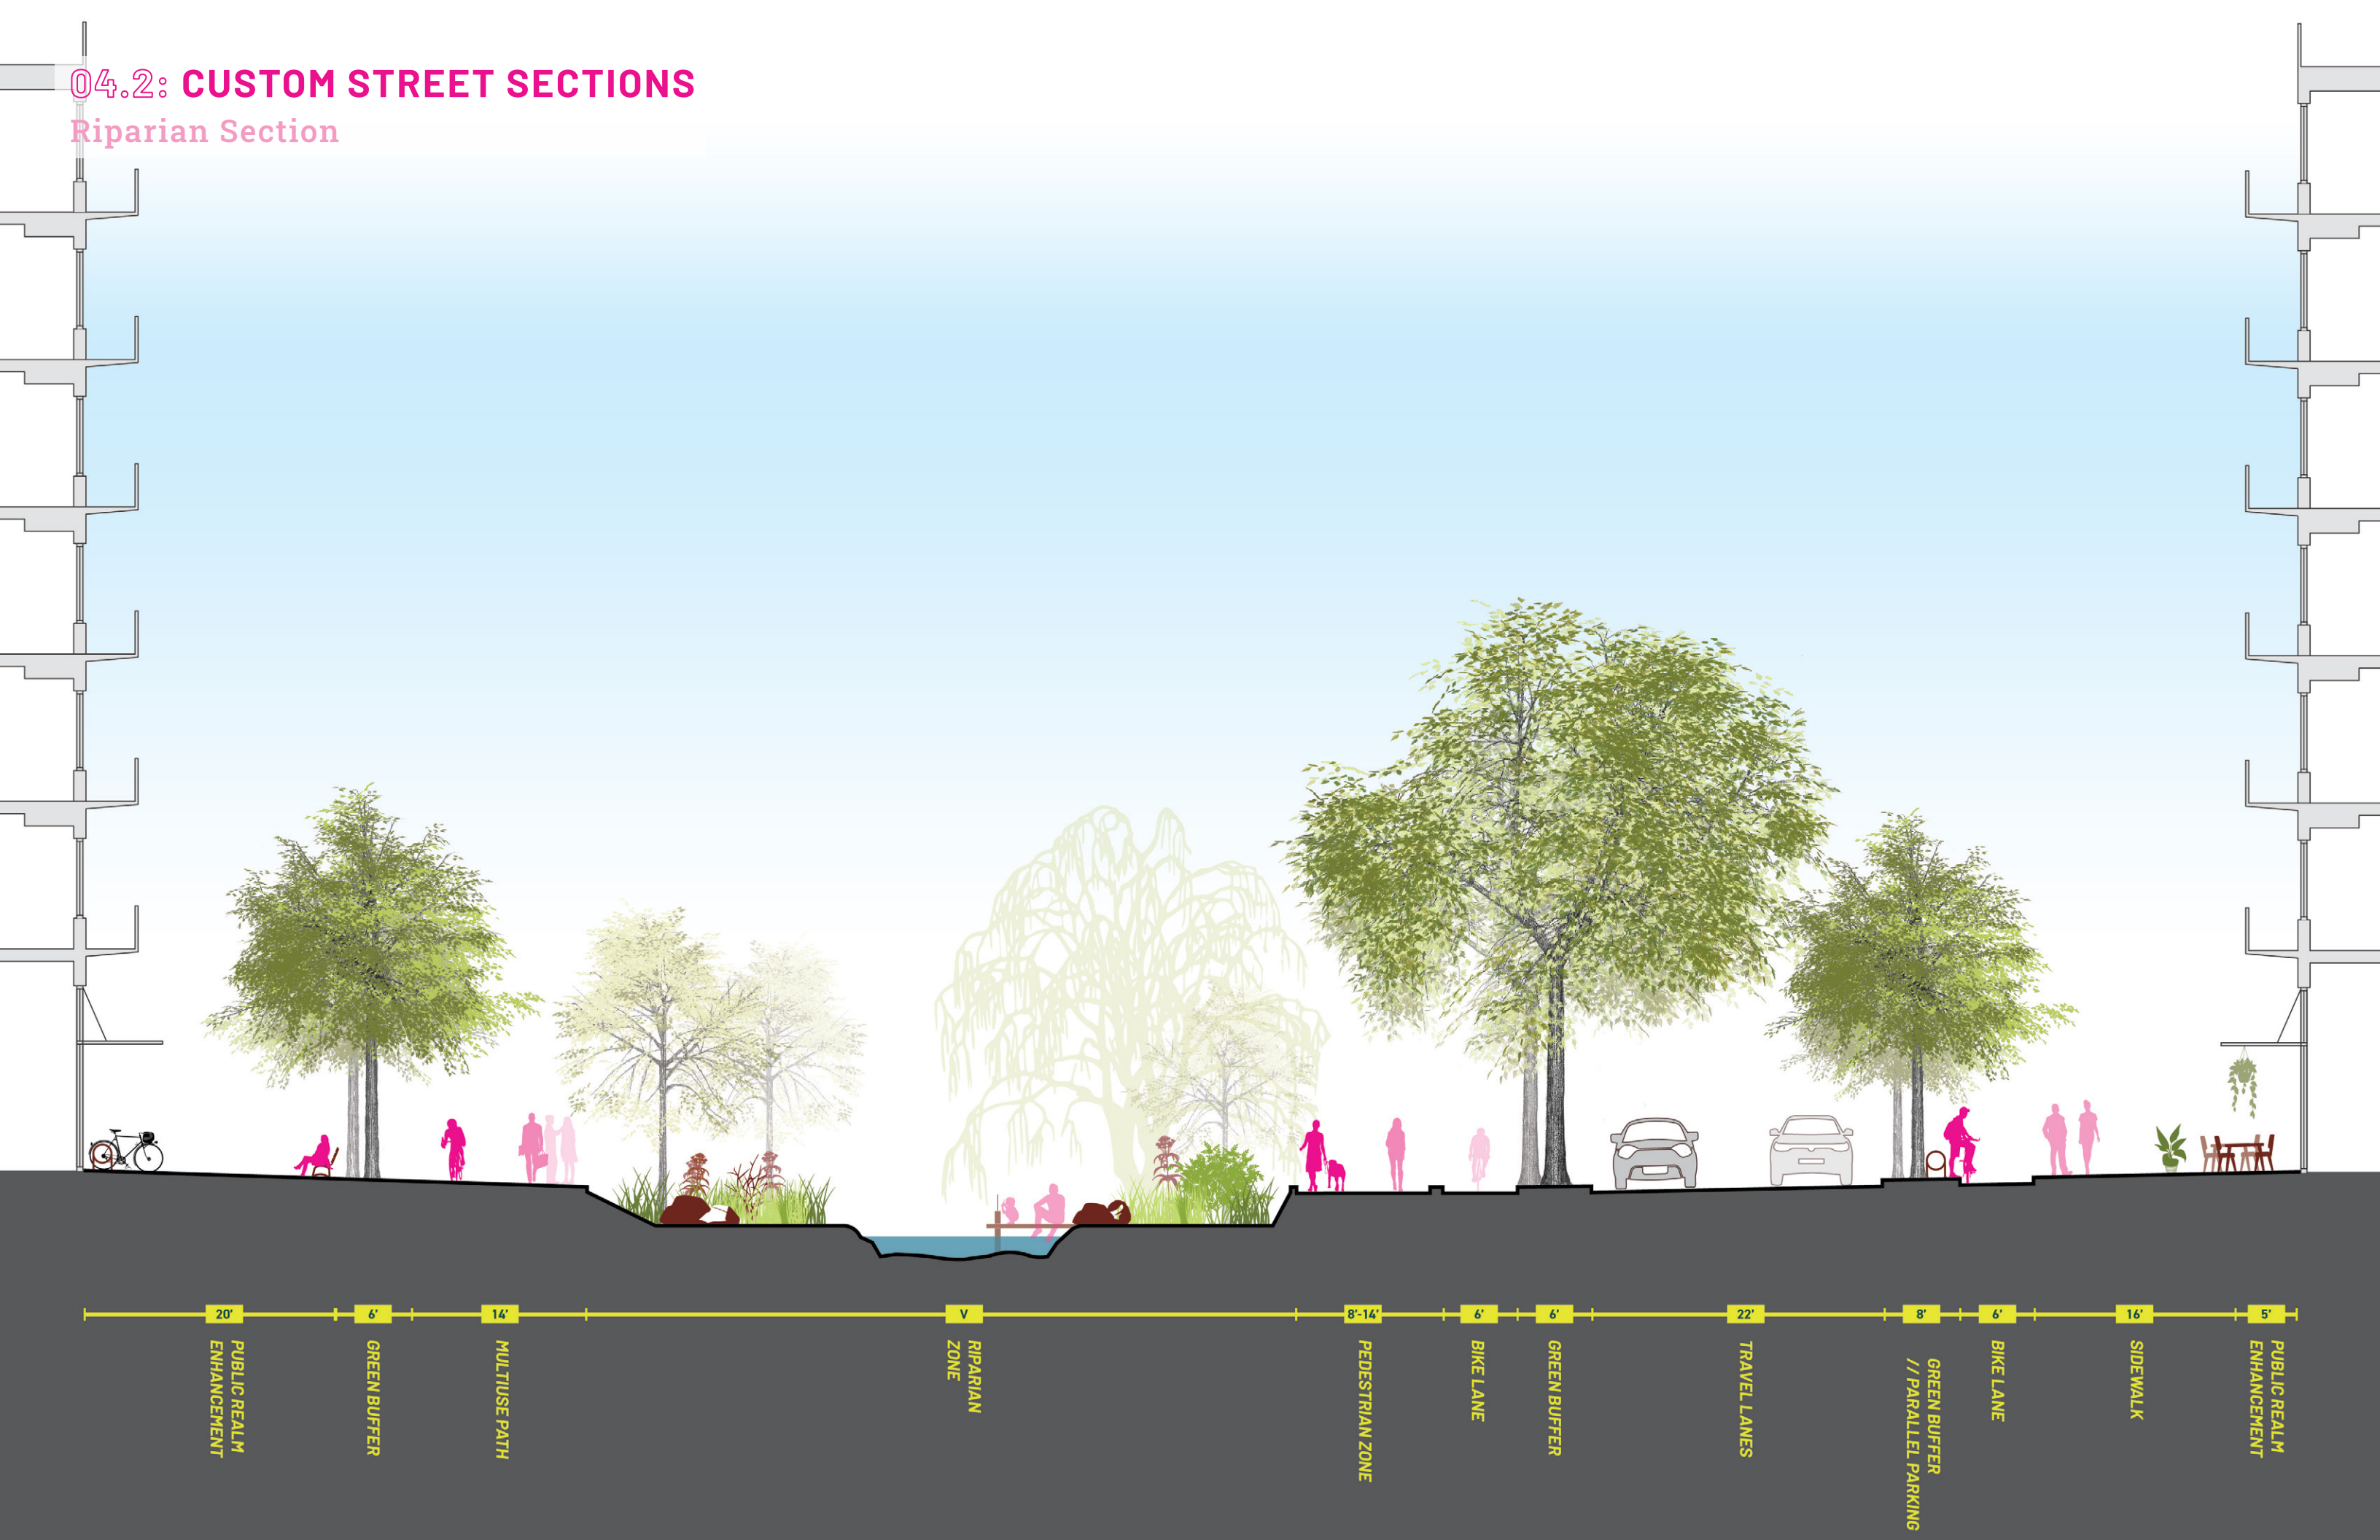 04.2: CUSTOM STREET SECTIONS
Riparian Section
20'
6'
14'
V
8'-14'
6'
6'
22'
8'
6'
16'
5'
PUBLIC REALM
ENHANCEMENT
GREEN BUFFER
MULTIUSE PATH
RIPARIAN
ZONE
PEDESTRIAN ZONE
BIKE LANE
GREEN BUFFER
TRAVEL LANES
GREEN BUFFER
// PARALLEL PARKING
BIKE LANE
SIDEWALK
PUBLIC REALM
ENHANCEMENT